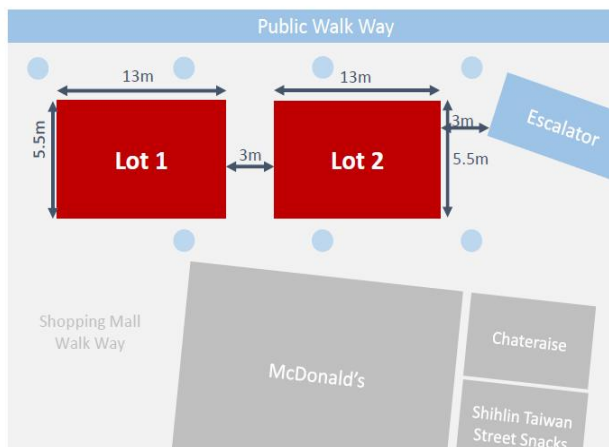 Public Walk Way
13m
13m
3m
Escalator
5.5m
Lot 1
3m
Lot 2
5.5m
Shopping Mall
Walk Way
McDonald's
Chateraise
Shihlin Taiwan
Street Snacks